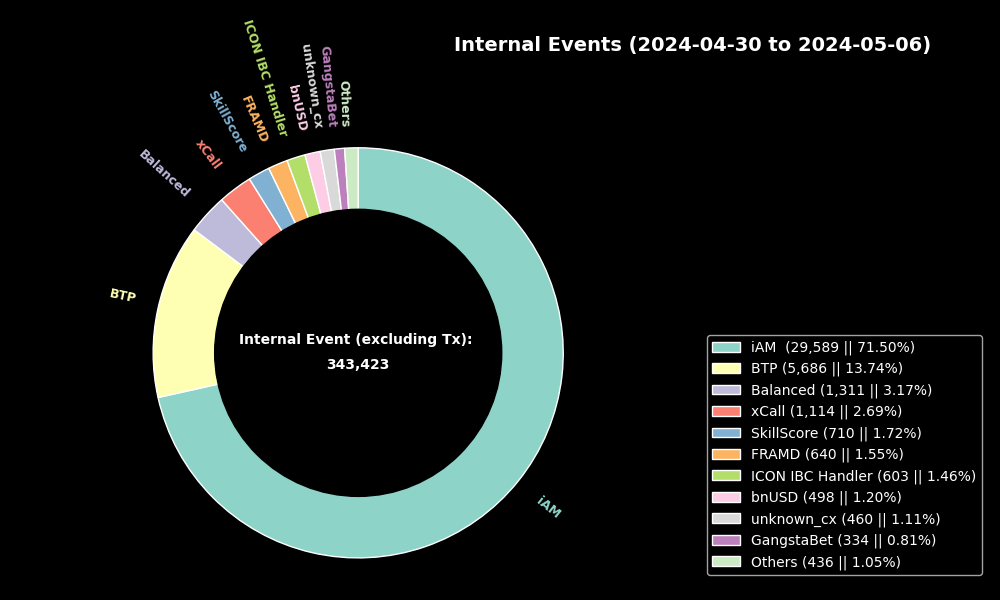 Internal Events (2024-04-30 to 2024-05-06)
ICON IBC Handler
unknown_cx
GangstaBet
Others
bnUSD
FRAMD
SkillScore
xCall
Balanced
BTP
iAM
Internal Event (excluding Tx):
343,423
iAM  (29,589 || 71.50%)
BTP (5,686 || 13.74%)
Balanced (1,311 || 3.17%)
xCall (1,114 || 2.69%)
SkillScore (710 || 1.72%)
FRAMD (640 || 1.55%)
ICON IBC Handler (603 || 1.46%)
bnUSD (498 || 1.20%)
unknown_cx (460 || 1.11%)
GangstaBet (334 || 0.81%)
Others (436 || 1.05%)